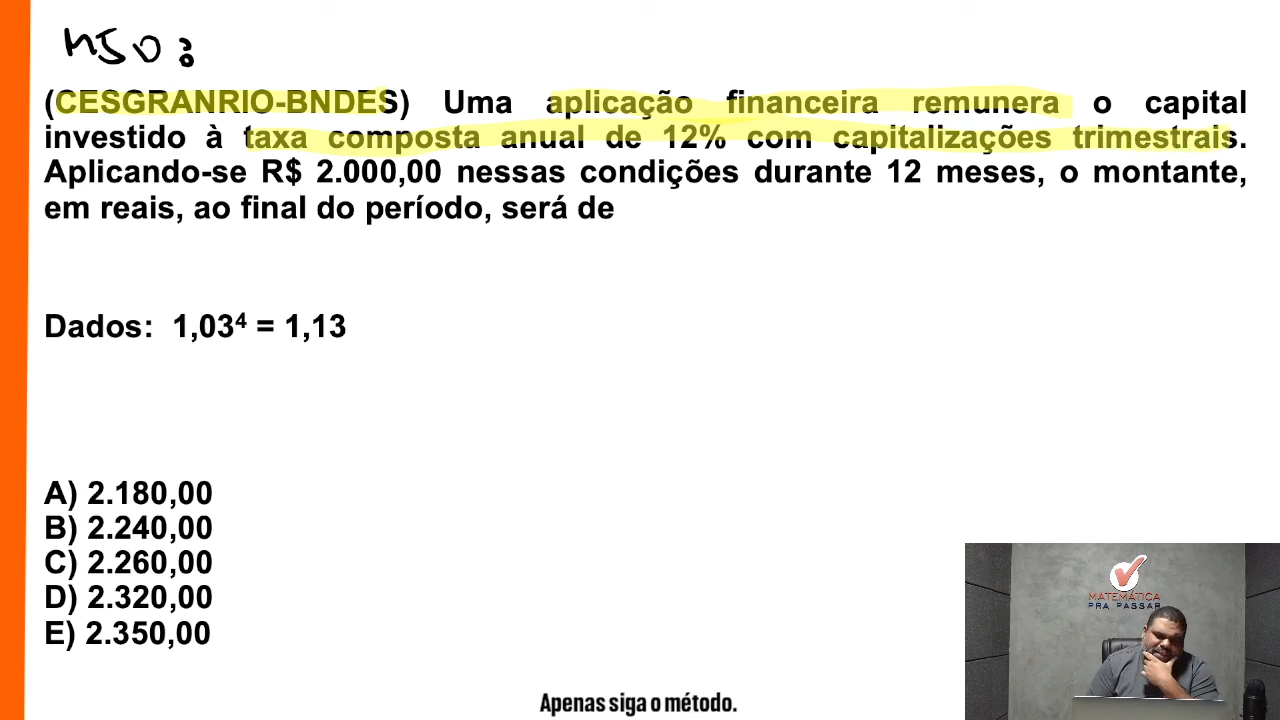 (CESGRANRIO-BNDES) Uma aplicação financeira remunera o capital
investido à taxa composta anual de 12% com capitalizações trimestrais.
Aplicando-se R$ 2.000,00 nessas condições durante 12 meses, o montante,
em reais, ao final do período, será de
Dados: 1,03⁴ = 1,13
A) 2.180,00
B) 2.240,00
C) 2.260,00
D) 2.320,00
E) 2.350,00
MATEMÁTICA
PRA PASSAR
Apenas siga o método.